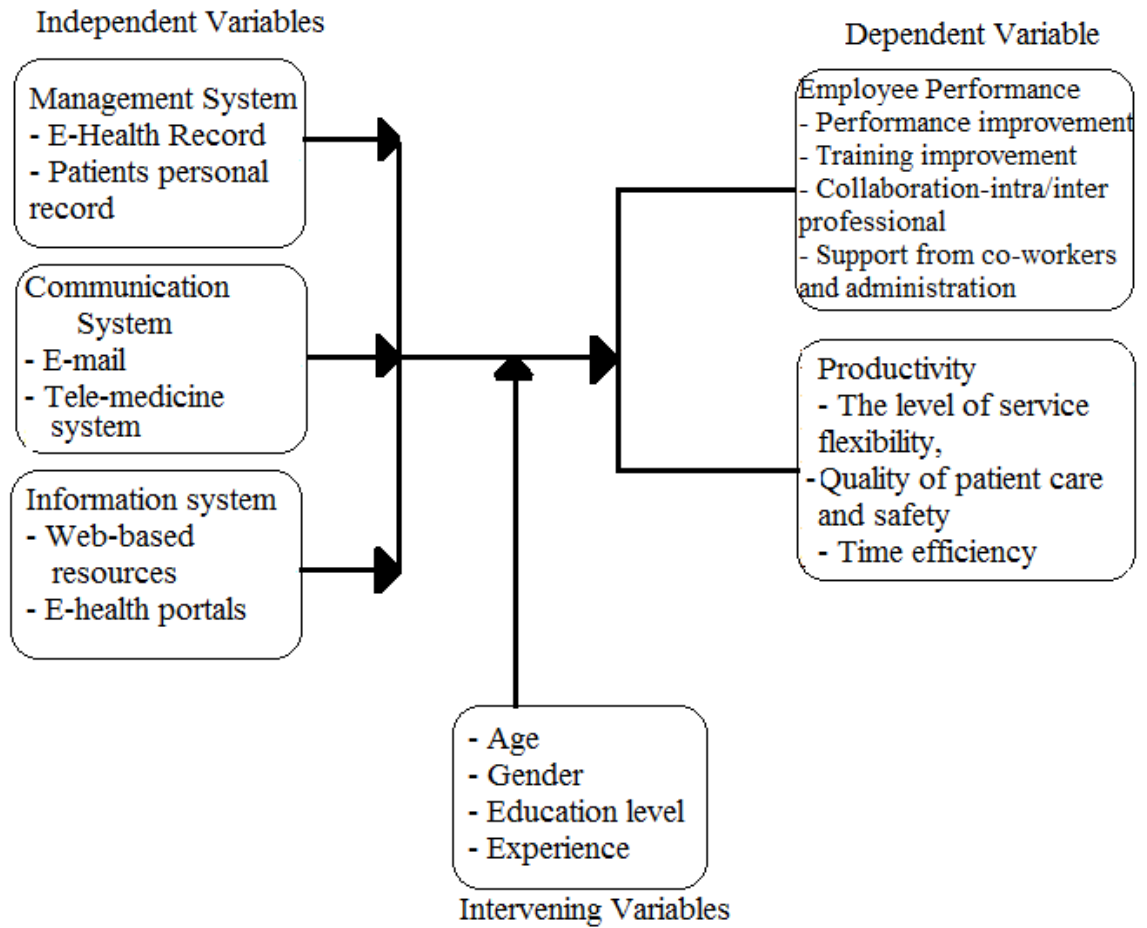 Independent Variables
Management System
- E-Health Record
- Patients personal
record
Communication
System
- E-mail
- Tele-medicine
system
Information system
- Web-based
resources
- E-health portals
Dependent Variable
Employee Performance
- Performance improvement
- Training improvement
- Collaboration-intra/inter
professional
- Support from co-workers
and administration
Productivity
- The level of service
flexibility,
-Quality of patient care
and safety
- Time efficiency
- Age
- Gender
- Education level
- Experience
Intervening Variables